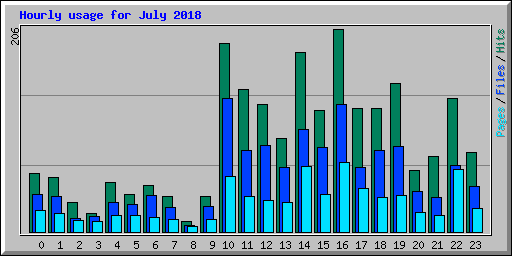 Hourly usage for July 2018
206
Pages/Files/Hits
0 1 2 3 4 5 6 7 8 9 10 11 12 13 14 15 16 17 18 19 20 21 22 23